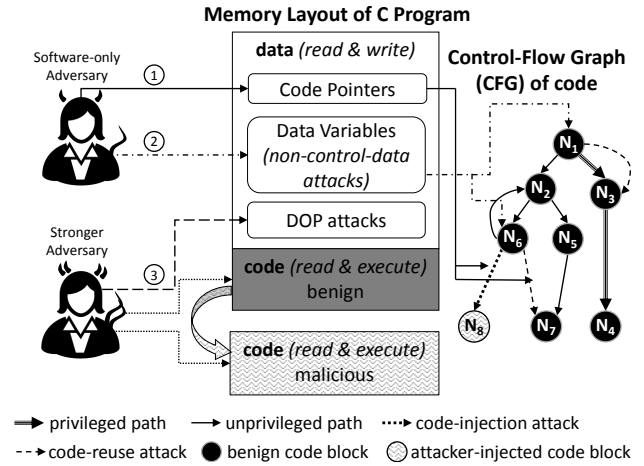 Memory Layout of C Program
Software-only
Adversary
1
2
data (read & write)
Code Pointers
Data Variables
(non-control-data
attacks)
DOP attacks
Stronger
Adversary
3
code (read & execute)
benign
code (read & execute)
malicious
Control-Flow Graph
(CFG) of code
N1
N2
N3
N6
N5
N8
N7
N4
privileged path
unprivileged path
code-injection attack
code-reuse attack
benign code block
attacker-injected code block